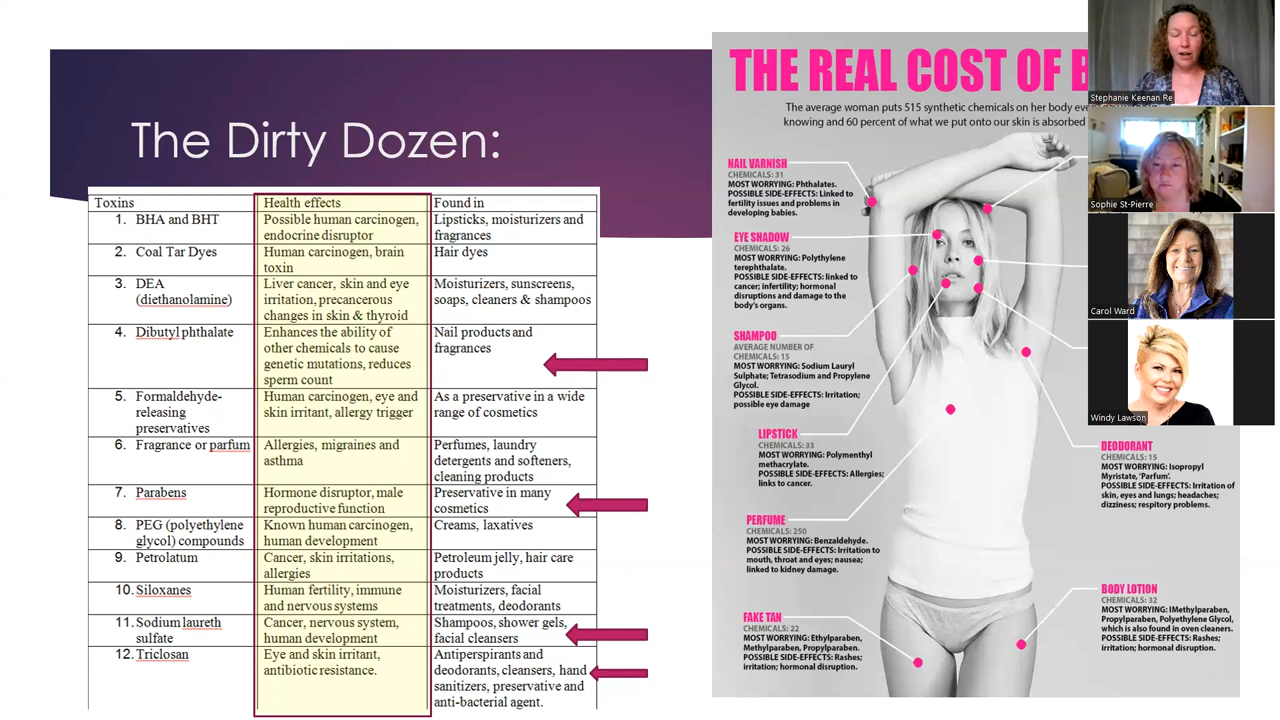 The Dirty Dozen:
Toxins Health effects Found in
1. BHA and BHT Possible human carcinogen, Lipsticks, moisturizers and
endocrine disruptor fragrances
2. Coal Tar Dyes Human carcinogen, brain Hair dyes
toxin
3. DEA Liver cancer, skin and eye Moisturizers, sunscreens,
(diethanolamine) irritation, precancerous soaps, cleaners & shampoos
changes in skin & thyroid
4. Dibutyl phthalate Enhances the ability of Nail products and
other chemicals to cause fragrances
genetic mutations, reduces
sperm count
5. Formaldehyde- Human carcinogen, eye and As a preservative in a wide
releasing skin irritant, allergy trigger range of cosmetics
preservatives
6. Fragrance or parfum Allergies, migraines and Perfumes, laundry
asthma detergents and softeners,
cleaning products
7. Parabens Hormone disruptor, male Preservative in many
reproductive function cosmetics
8. PEG (polyethylene Known human carcinogen, Creams, laxatives
glycol) compounds human development
9. Petrolatum Cancer, skin irritations, Petroleum jelly, hair care
allergies products
10. Siloxanes Human fertility, immune Moisturizers, facial
and nervous systems treatments, deodorants
11. Sodium laureth Cancer, nervous system, Shampoos, shower gels,
sulfate human development facial cleansers
12. Triclosan Eye and skin irritant, Antiperspirants and
antibiotic resistance. deodorants, cleansers, hand
sanitizers, preservative and
anti-bacterial agent.
THE REAL COST OF B
The average woman puts 515 synthetic chemicals on her body eve
knowing and 60 percent of what we put onto our skin is absorbed
NAIL VARNISH
CHEMICALS: 31
MOST WORRYING: Phthalates.
POSSIBLE SIDE-EFFECTS: Linked to
fertility issues and problems in
developing babies.
EYE SHADOW
CHEMICALS: 26
MOST WORRYING: Polythylene
terephthalate.
POSSIBLE SIDE-EFFECTS: linked to
cancer; infertility; hormonal
disruptions and damage to the
body's organs.
SHAMPOO
AVERAGE NUMBER OF
CHEMICALS: 15
MOST WORRYING: Sodium Lauryl
Sulphate; Tetrasodium and Propylene
Glycol.
POSSIBLE SIDE-EFFECTS: Irritation;
possible eye damage
LIPSTICK
CHEMICALS: 33
MOST WORRYING: Polymenthyl
methacrylate.
POSSIBLE SIDE-EFFECTS: Allergies;
links to cancer.
PERFUME
CHEMICALS: 250
MOST WORRYING: Benzaldehyde.
POSSIBLE SIDE-EFFECTS: Irritation to
mouth, throat and eyes; nausea;
linked to kidney damage.
FAKE TAN
CHEMICALS: 22
MOST WORRYING: Ethylparaben,
Methylparaben, Propylparaben.
POSSIBLE SIDE-EFFECTS: Rashes;
irritation; hormonal disruption.
DEODORANT
CHEMICALS: 15
MOST WORRYING: Isopropyl
Myristate, 'Parfum'.
POSSIBLE SIDE-EFFECTS: Irritation of
skin, eyes and lungs; headaches;
dizziness; respitory problems.
BODY LOTION
CHEMICALS: 32
MOST WORRYING: IMethylparaben,
Propylparaben, Polyethylene Glycol,
which is also found in oven cleaners.
POSSIBLE SIDE-EFFECTS: Rashes;
irritation; hormonal disruption.
Stephanie Keenan Re
Sophie St-Pierre
Carol Ward
Windy Lawson